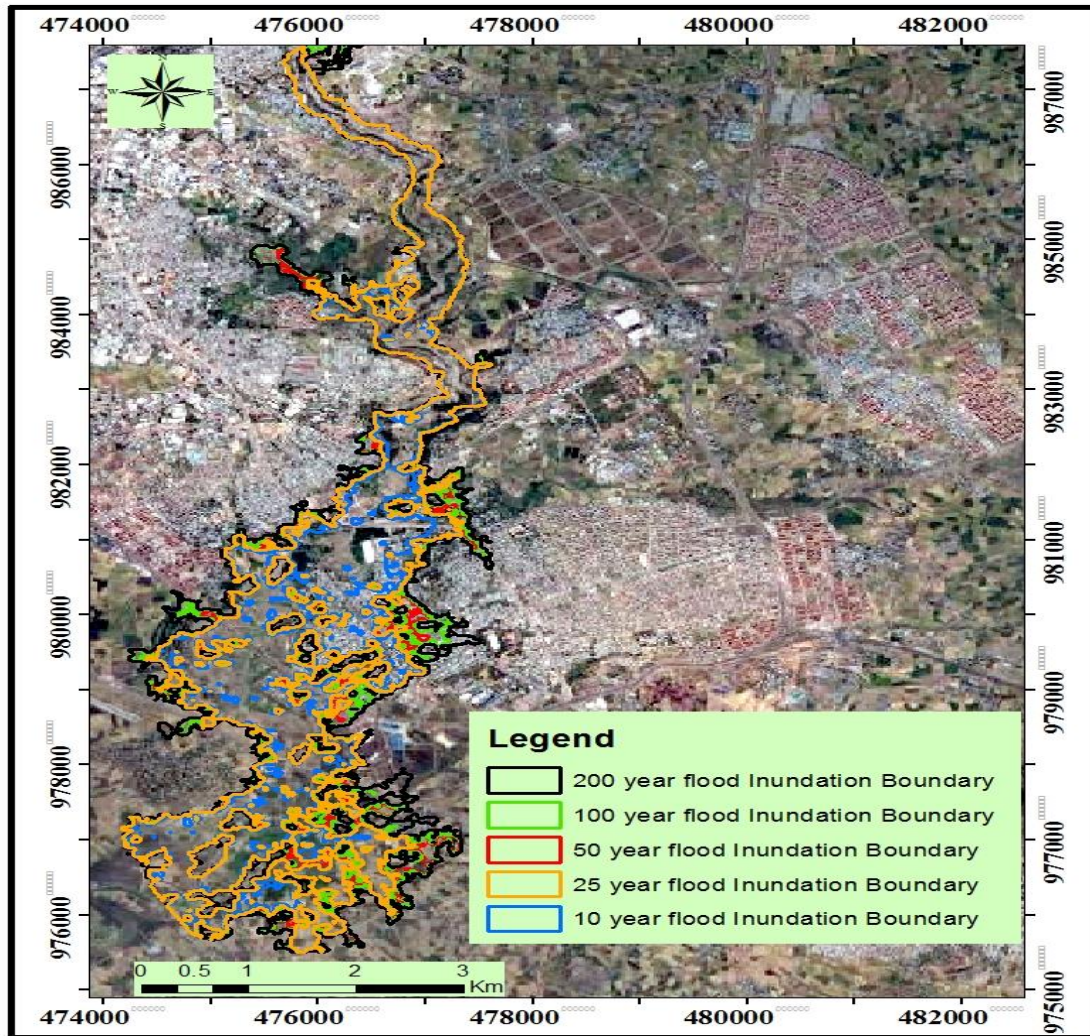 474000 476000 478000 480000 482000
N
W E
S
987000
986000
985000
984000
983000
982000
981000
980000
979000
978000
977000
976000
975000
Legend
200 year flood Inundation Boundary
100 year flood Inundation Boundary
50 year flood Inundation Boundary
25 year flood Inundation Boundary
10 year flood Inundation Boundary
0 0.5 1 2 3
Km
474000 476000 478000 480000 482000